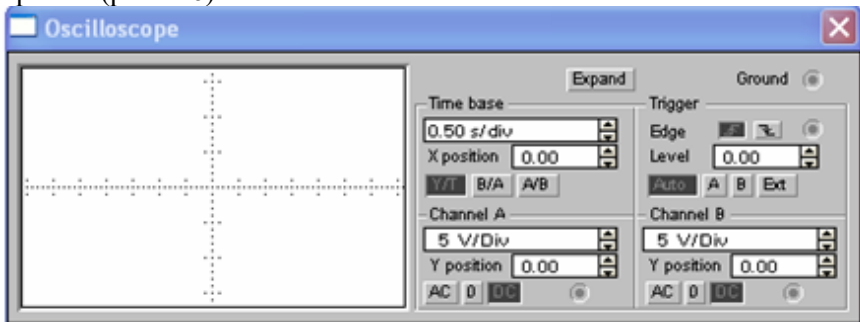 Oscilloscope
Expand
Ground
Time base
0.50 s/div
X position 0.00
Y/T B/A A/B
Trigger
Edge
Level 0.00
Auto A B Ext
Channel A
5 V/Div
Y position 0.00
AC 0 DC
Channel B
5 V/Div
Y position 0.00
AC 0 DC